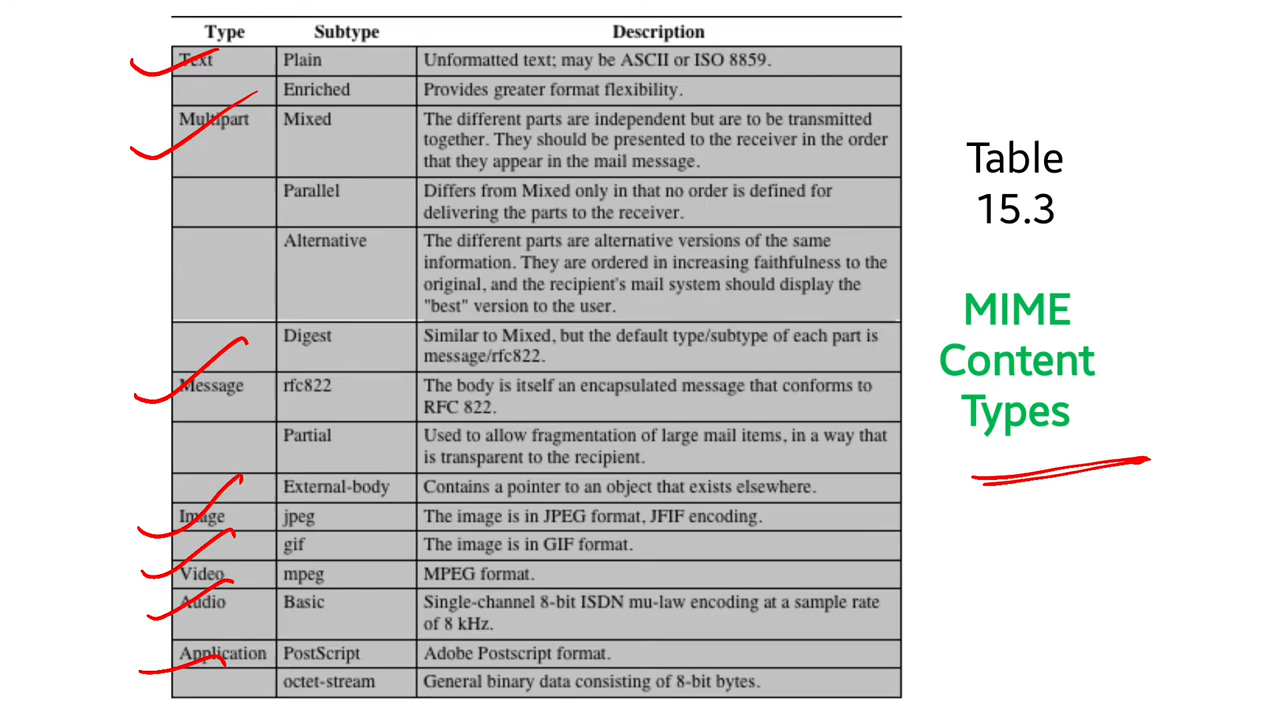 Type Subtype Description
Text Plain Unformatted text; may be ASCII or ISO 8859.
Enriched Provides greater format flexibility.
Multipart Mixed The different parts are independent but are to be transmitted
together. They should be presented to the receiver in the order
that they appear in the mail message.
Parallel Differs from Mixed only in that no order is defined for
delivering the parts to the receiver.
Alternative The different parts are alternative versions of the same
information. They are ordered in increasing faithfulness to the
original, and the recipient's mail system should display the
"best" version to the user.
Digest Similar to Mixed, but the default type/subtype of each part is
message/rfc822.
Message rfc822 The body is itself an encapsulated message that conforms to
RFC 822.
Partial Used to allow fragmentation of large mail items, in a way that
is transparent to the recipient.
External-body Contains a pointer to an object that exists elsewhere.
Image jpeg The image is in JPEG format, JFIF encoding.
gif The image is in GIF format.
Video mpeg MPEG format.
Audio Basic Single-channel 8-bit ISDN mu-law encoding at a sample rate
of 8 kHz.
Application PostScript Adobe Postscript format.
octet-stream General binary data consisting of 8-bit bytes.
Table
15.3
MIME
Content
Types